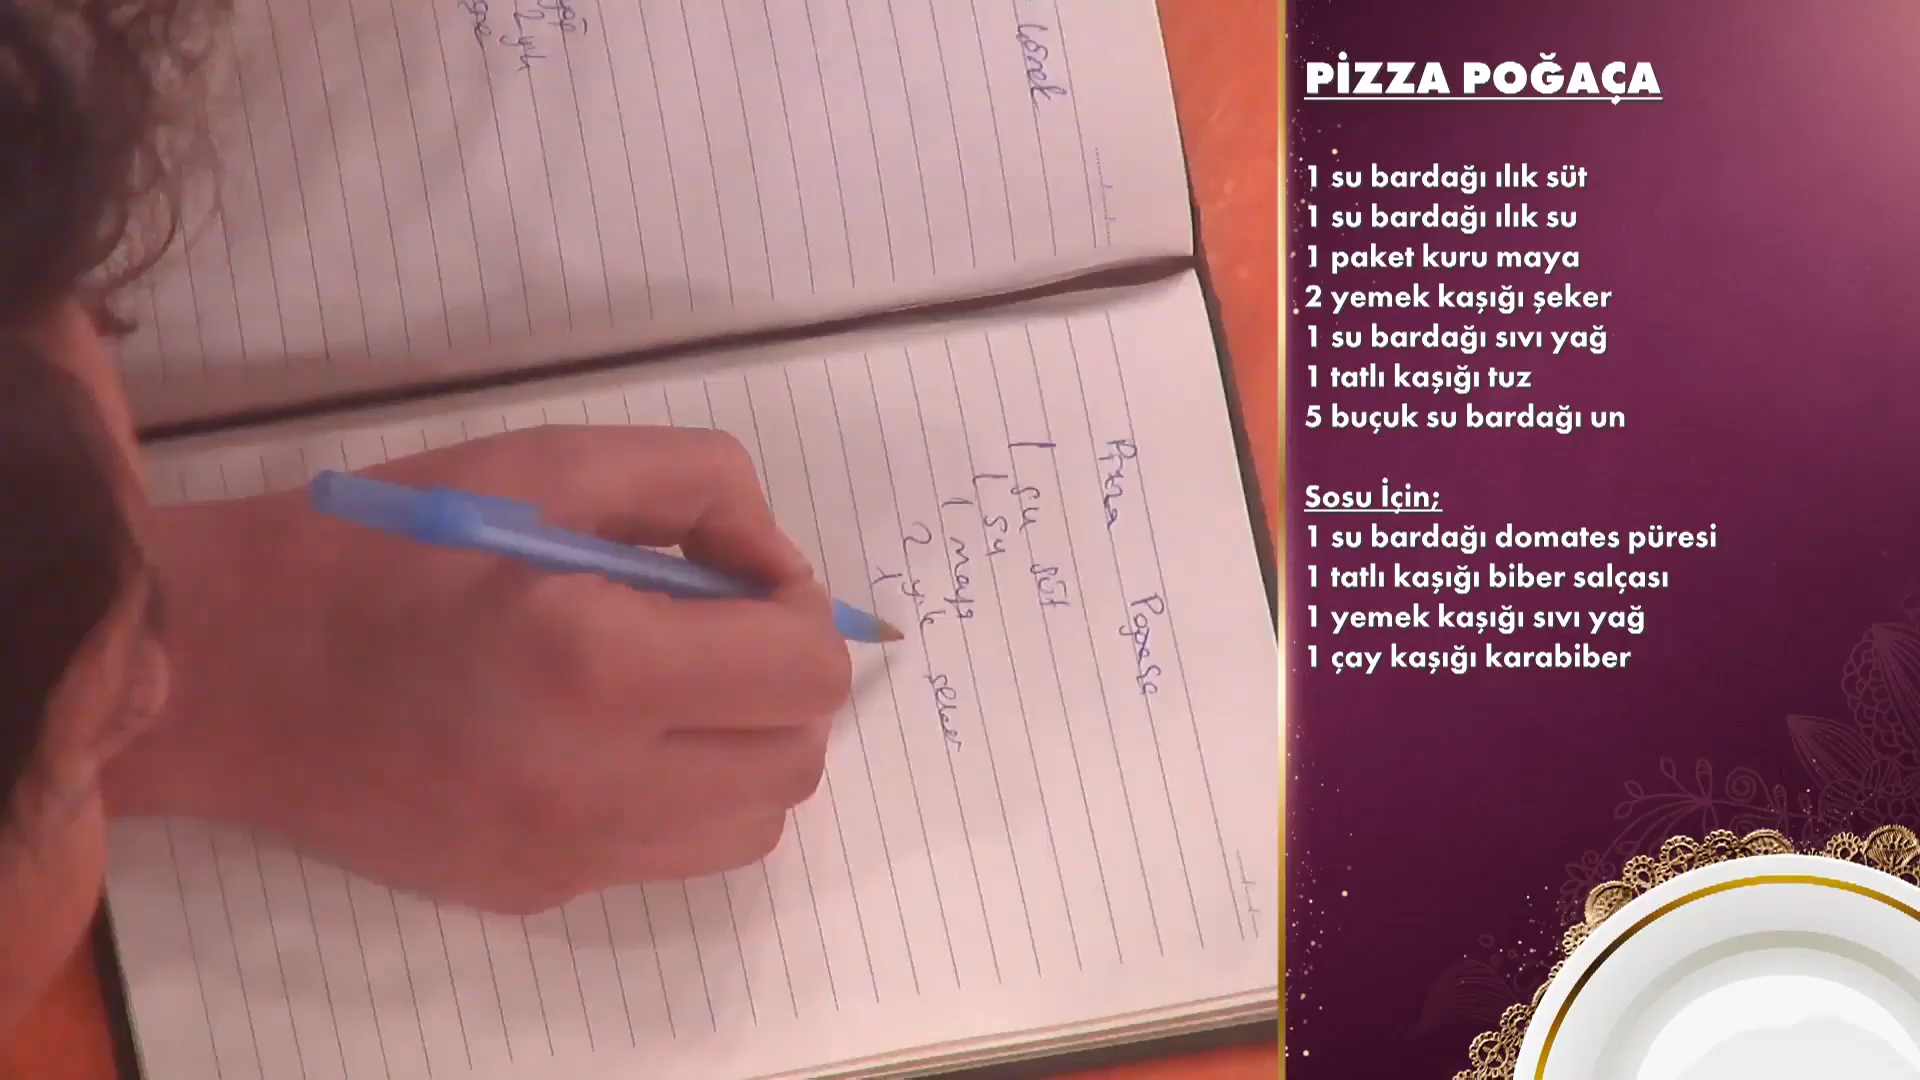 PİZZA POĞAÇA
1 su bardağı ılık süt
1 su bardağı ılık su
1 paket kuru maya
2 yemek kaşığı şeker
1 su bardağı sıvı yağ
1 tatlı kaşığı tuz
5 buçuk su bardağı un
Sosu İçin;
1 su bardağı domates püresi
1 tatlı kaşığı biber salçası
1 yemek kaşığı sıvı yağ
1 çay kaşığı karabiber
Pizza Pogaça
1 su süt
1 su
1 maya
2 y.k şeker
1